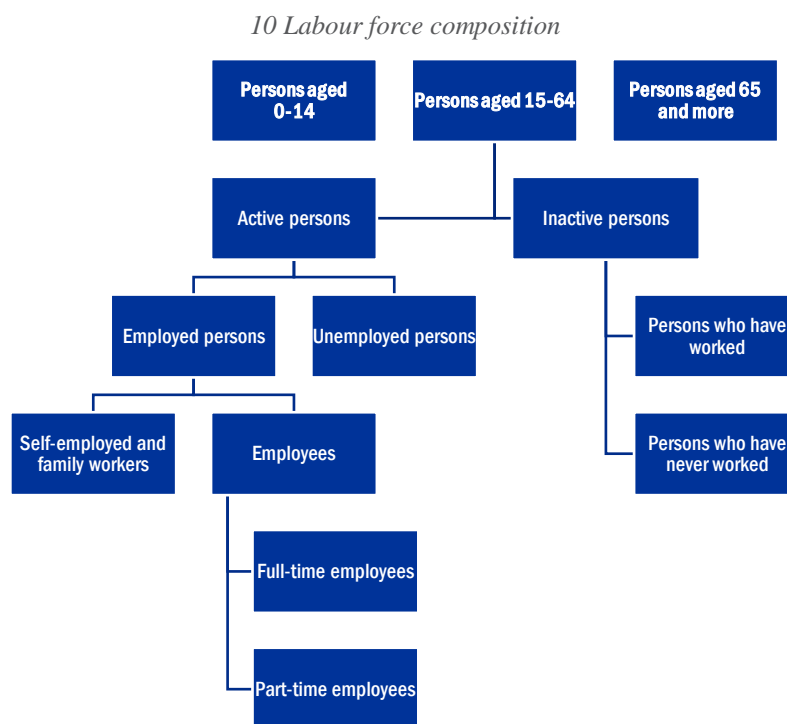 10 Labour force composition
Persons aged
0-14
Persons aged 15-64
Persons aged 65
and more
Active persons
Inactive persons
Employed persons
Unemployed persons
Persons who have
worked
Self-employed and
family workers
Employees
Persons who have
never worked
Full-time employees
Part-time employees